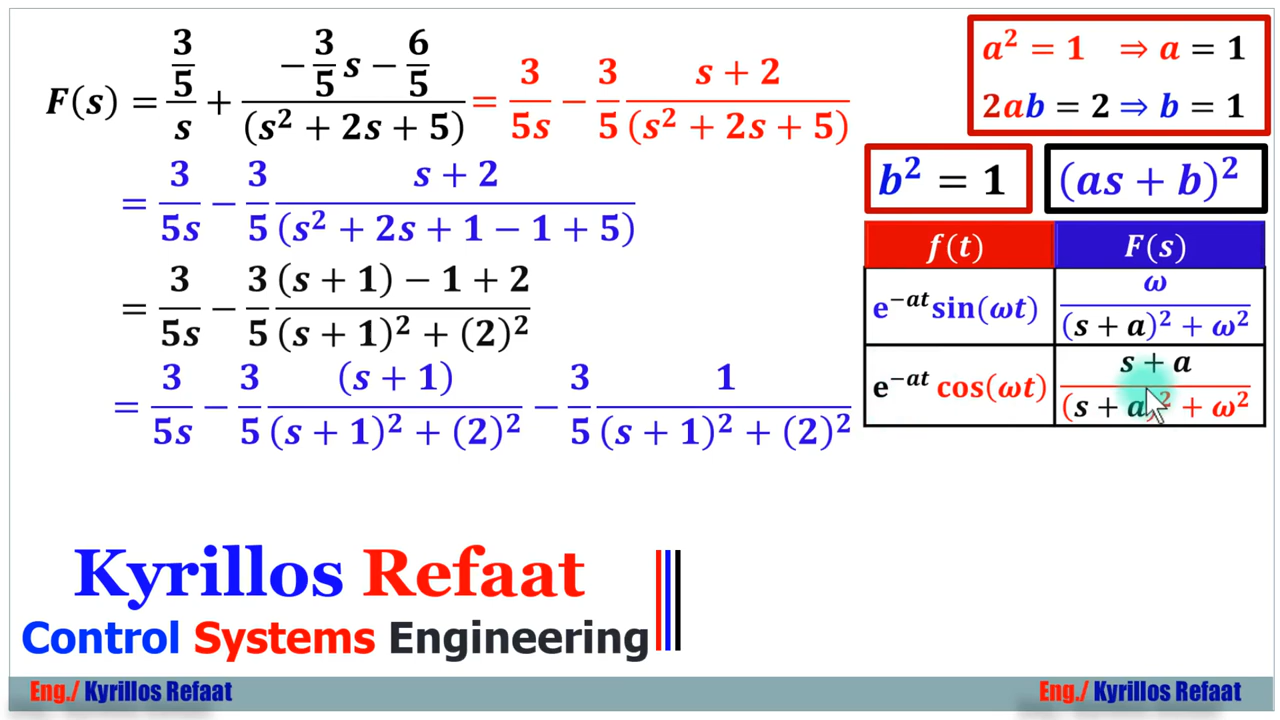 F(s) = (3/5)/s + (−3/5 s − 6/5)/(s² + 2s + 5) = 3/5s − 3/5 (s + 2)/(s² + 2s + 5)
= 3/5s − 3/5 (s + 2)/(s² + 2s + 1 − 1 + 5)
= 3/5s − 3/5 ((s + 1) − 1 + 2)/((s + 1)² + (2)²)
= 3/5s − 3/5 (s + 1)/((s + 1)² + (2)²) − 3/5 1/((s + 1)² + (2)²)
a² = 1 ⇒ a = 1
2ab = 2 ⇒ b = 1
b² = 1 (as + b)²
f(t) F(s)
e^−at sin(ωt) ω/((s + a)² + ω²)
e^−at cos(ωt) (s + a)/((s + a)² + ω²)
Kyrillos Refaat
Control Systems Engineering
Eng./ Kyrillos Refaat Eng./ Kyrillos Refaat